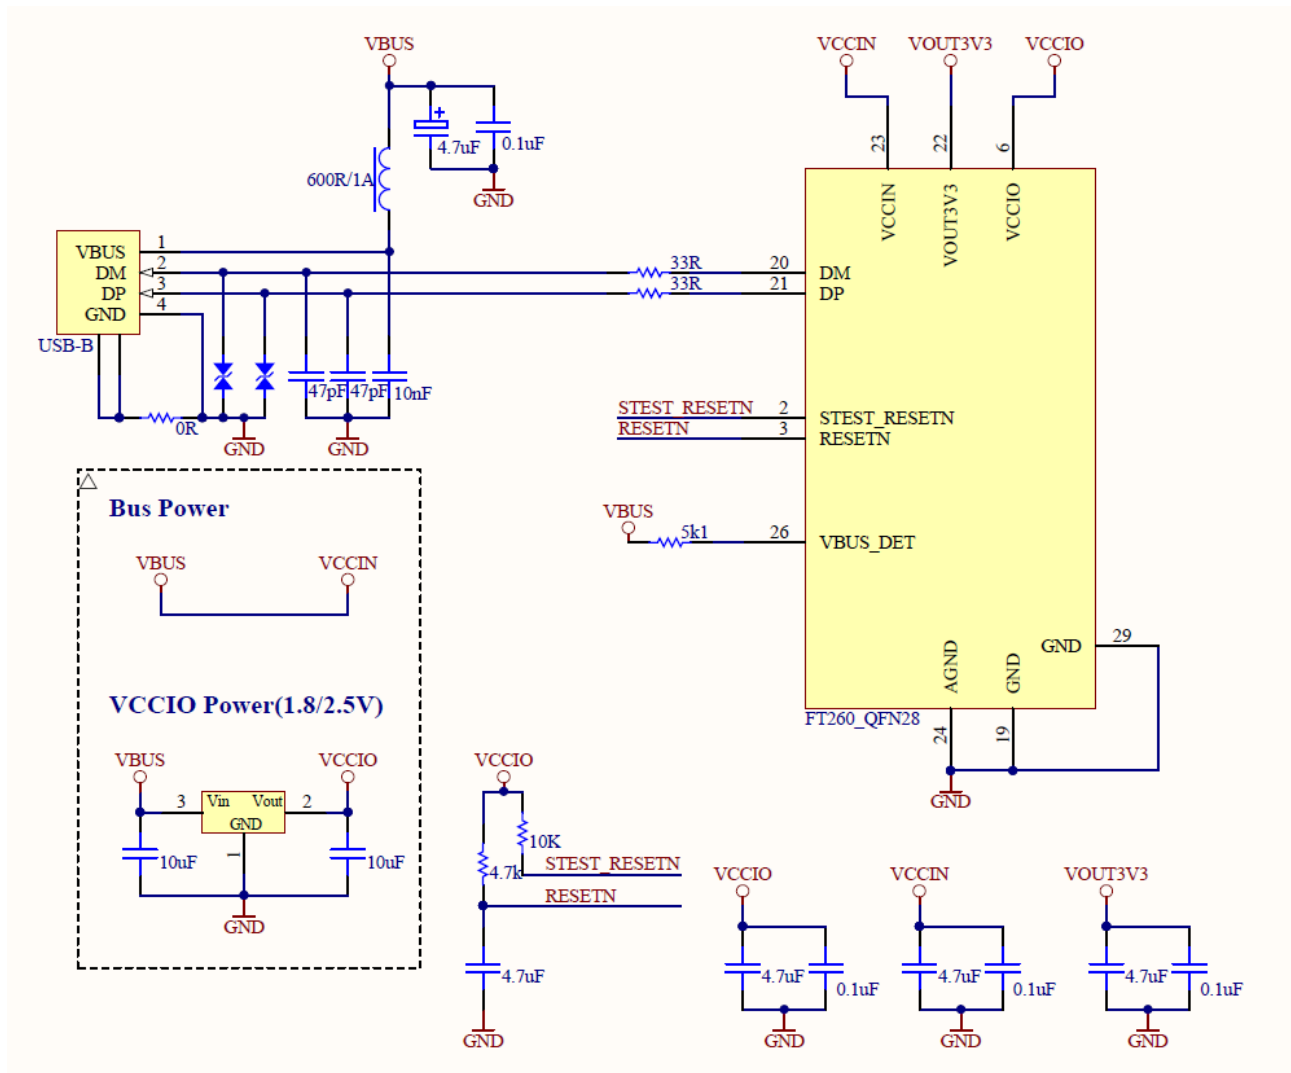 VBUS
VCCIN
VOUT3V3
VCCIO
4.7uF
0.1uF
600R/1A
GND
23
22
6
VCCIN
VOUT3V3
VCCIO
VBUS
1
DM
2
DP
3
GND
4
USB-B
33R
33R
20
DM
21
DP
47pF
47pF
10nF
0R
GND
GND
STEST_RESETN
2
STEST_RESETN
RESETN
3
RESETN
VBUS
5k1
26
VBUS_DET
GND
29
AGND
GND
FT260_QFN28
24
19
GND
Bus Power
VBUS
VCCIN
VCCIO Power(1.8/2.5V)
VBUS
VCCIO
3
Vin
Vout
2
GND
1
10uF
10uF
GND
VCCIO
10K
4.7k
STEST_RESETN
RESETN
4.7uF
GND
VCCIO
4.7uF
0.1uF
GND
VCCIN
4.7uF
0.1uF
GND
VOUT3V3
4.7uF
0.1uF
GND